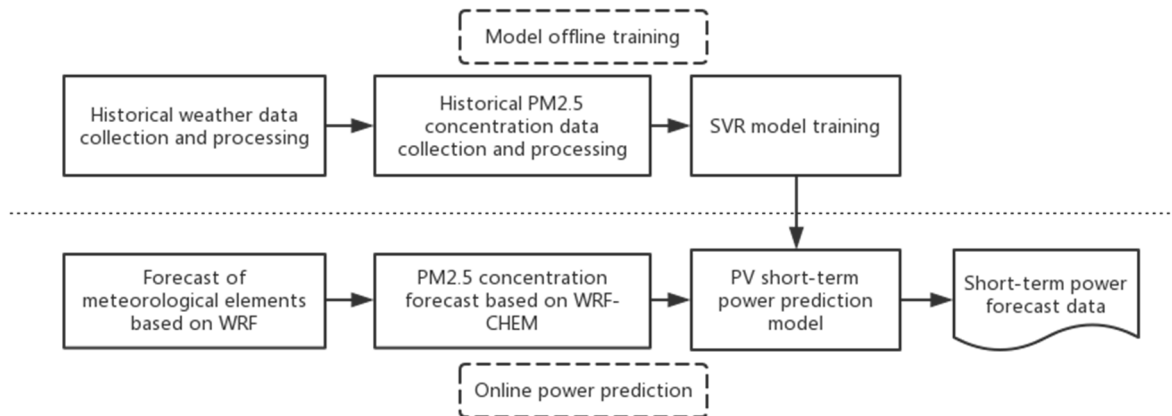 Model offline training
Historical weather data
collection and processing
Historical PM2.5
concentration data
collection and processing
SVR model training
Forecast of
meteorological elements
based on WRF
PM2.5 concentration
forecast based on WRF-
CHEM
PV short-term
power prediction
model
Short-term power
forecast data
Online power prediction